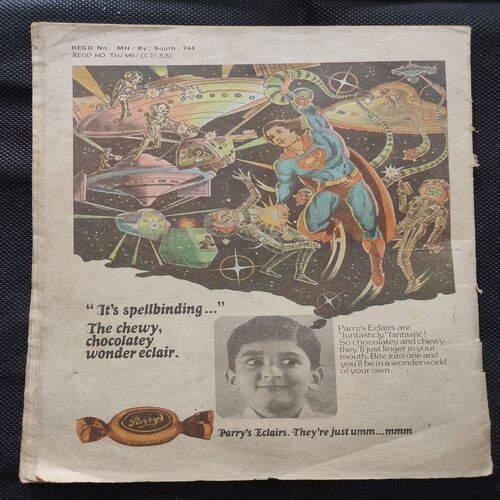 REGD No. MH / By / South / 744
REGD NO. TN/MS/(C)/531
S
"It's spellbinding..."
The chewy,
chocolatey
wonder eclair.
Parry's Eclairs are
"funtasticly" fantastic!
So chocolatey and chewy...
they'll just linger in your
mouth. Bite into one and
you'll be in a wonderworld
of your own.
Parry's
Parry's Eclairs. They're just umm...mmm